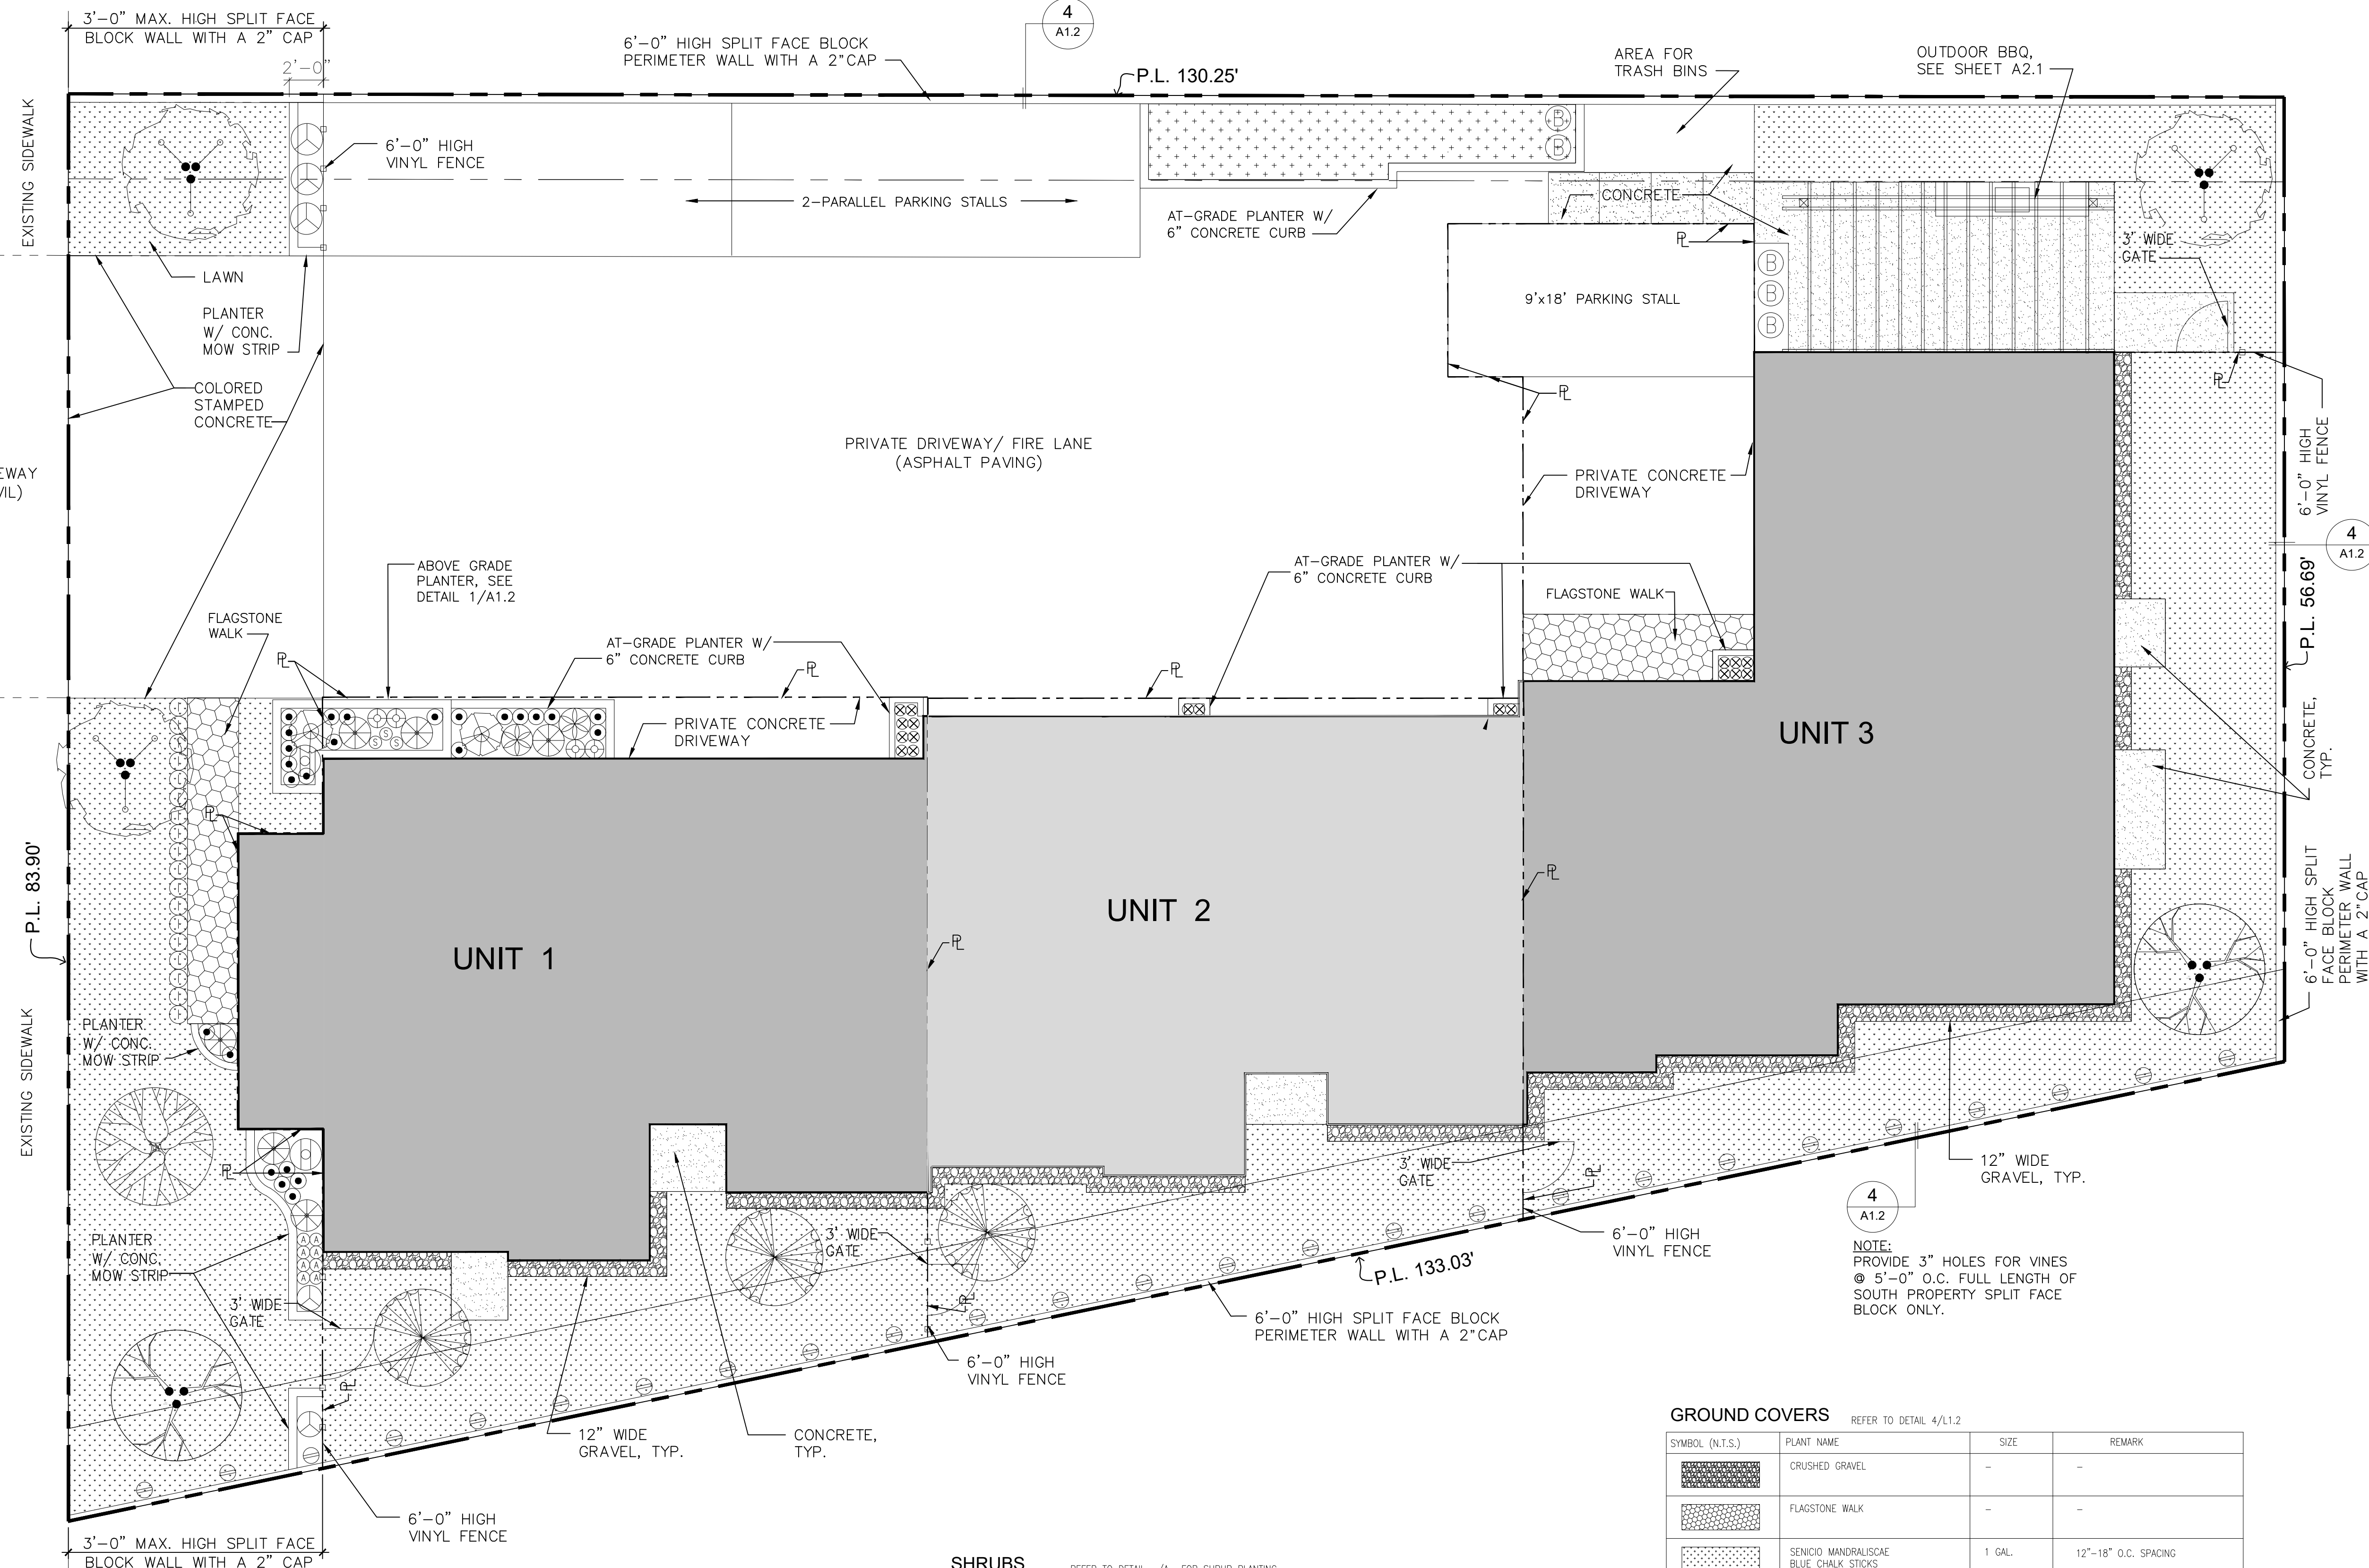 3'-0" MAX. HIGH SPLIT FACE
BLOCK WALL WITH A 2" CAP
2'-0"
6'-0" HIGH SPLIT FACE BLOCK
PERIMETER WALL WITH A 2"CAP
4
A1.2
P.L. 130.25'
AREA FOR
TRASH BINS
OUTDOOR BBQ,
SEE SHEET A2.1
EXISTING SIDEWALK
6'-0" HIGH
VINYL FENCE
2-PARALLEL PARKING STALLS
B
B
AT-GRADE PLANTER W/
6" CONCRETE CURB
CONCRETE
PL
3' WIDE
GATE
LAWN
PLANTER
W/ CONC.
MOW STRIP
B
B
B
9'x18' PARKING STALL
COLORED
STAMPED
CONCRETE
PL
PL
EWAY
VIL)
PRIVATE DRIVEWAY/ FIRE LANE
(ASPHALT PAVING)
PRIVATE CONCRETE
DRIVEWAY
6'-0" HIGH
VINYL FENCE
4
A1.2
P.L. 56.69'
ABOVE GRADE
PLANTER, SEE
DETAIL 1/A1.2
AT-GRADE PLANTER W/
6" CONCRETE CURB
FLAGSTONE WALK
FLAGSTONE
WALK
AT-GRADE PLANTER W/
6" CONCRETE CURB
PL
PL
PL
PRIVATE CONCRETE
DRIVEWAY
S
S S
UNIT 3
CONCRETE,
TYP.
PL
P.L. 83.90'
UNIT 2
PL
UNIT 1
PL
6'-0" HIGH SPLIT
FACE BLOCK
PERIMETER WALL
WITH A 2"CAP
EXISTING SIDEWALK
PLANTER
W/ CONC.
MOW STRIP
PL
3' WIDE
GATE
PL
12" WIDE
GRAVEL, TYP.
4
A1.2
NOTE:
PROVIDE 3" HOLES FOR VINES
@ 5'-0" O.C. FULL LENGTH OF
SOUTH PROPERTY SPLIT FACE
BLOCK ONLY.
PLANTER
W/ CONC.
MOW STRIP
A A
A A
A A
A A
3' WIDE
GATE
3' WIDE
GATE
PL
6'-0" HIGH
VINYL FENCE
P.L. 133.03'
6'-0" HIGH SPLIT FACE BLOCK
PERIMETER WALL WITH A 2"CAP
6'-0" HIGH
VINYL FENCE
PL
12" WIDE
GRAVEL, TYP.
CONCRETE,
TYP.
6'-0" HIGH
VINYL FENCE
3'-0" MAX. HIGH SPLIT FACE
BLOCK WALL WITH A 2" CAP
GROUND COVERS REFER TO DETAIL 4/L1.2
SYMBOL (N.T.S.) PLANT NAME SIZE REMARK
CRUSHED GRAVEL - -
FLAGSTONE WALK - -
SENICIO MANDRALISCAE 1 GAL. 12"-18" O.C. SPACING
BLUE CHALK STICKS
SHRUBS